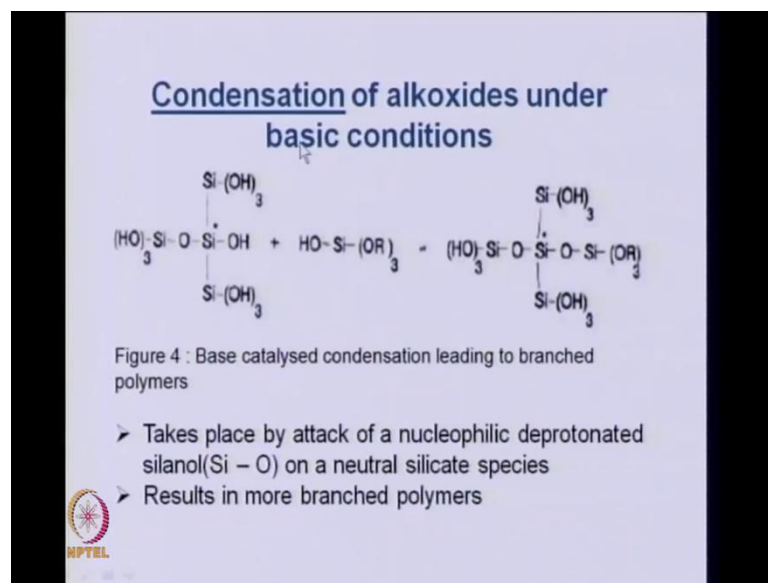 Condensation of alkoxides under
basic conditions
Si-(OH)3 Si-(OH)3
(HO)3-Si-O-Si-OH + HO-Si-(OR)3 - (HO)3-Si-O-Si-O-Si-(OR)3
Si-(OH)3 Si-(OH)3
Figure 4 : Base catalysed condensation leading to branched
polymers
➢ Takes place by attack of a nucleophilic deprotonated
silanol(Si – O) on a neutral silicate species
➢ Results in more branched polymers
NPTEL